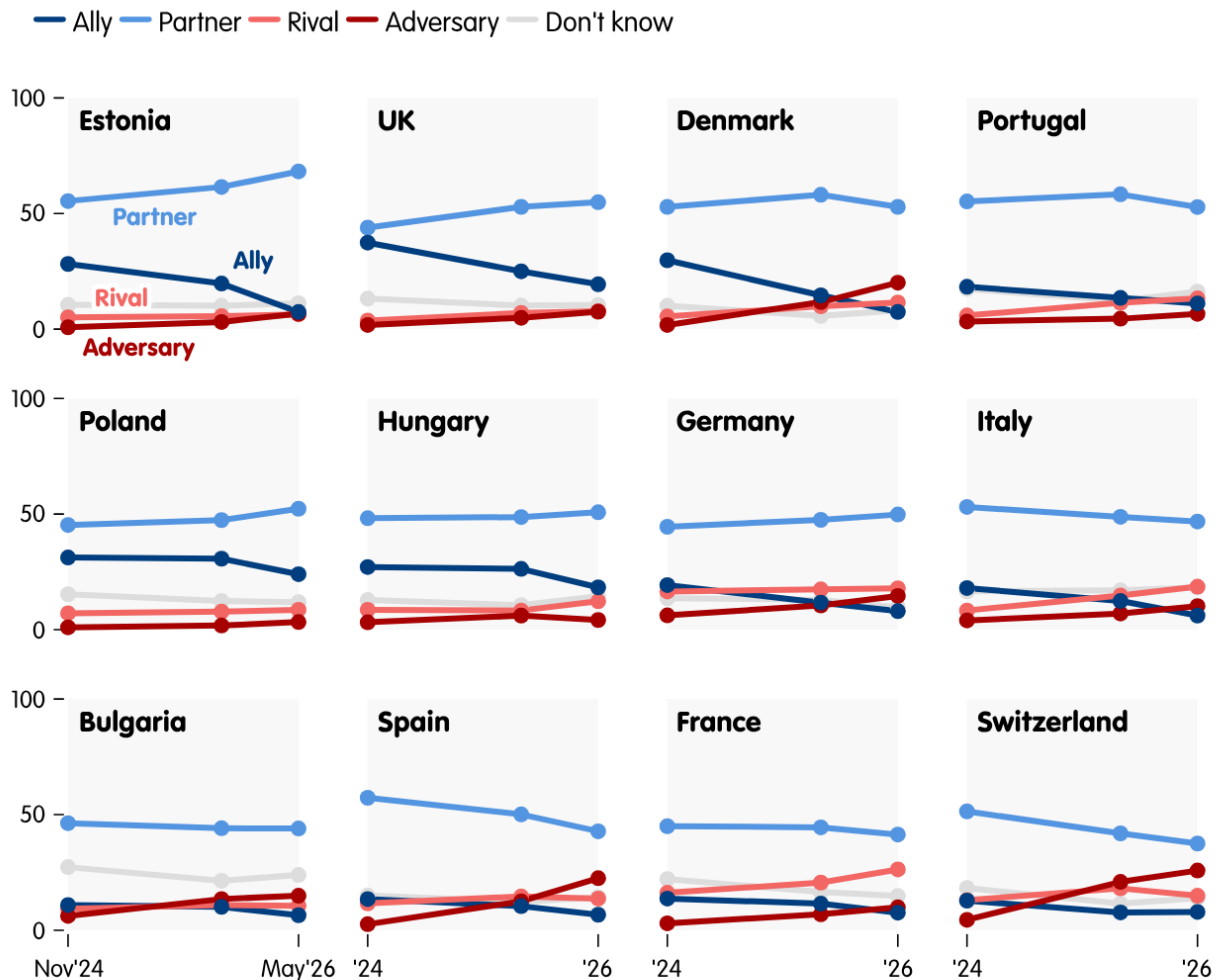 Ally Partner Rival Adversary Don't know
100
Estonia UK Denmark Portugal
50
Partner
Ally
Rival
0
Adversary
100
Poland Hungary Germany Italy
50
0
100
Bulgaria Spain France Switzerland
50
0
Nov'24 May'26 '24 '26 '24 '26 '24 '26